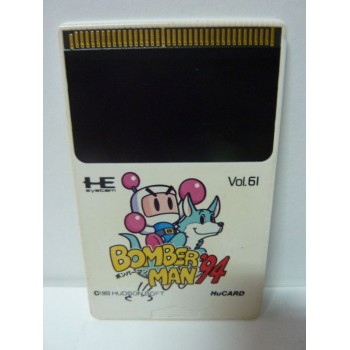 HE
SYSTEM
Vol.61
BOMBER
ボンバーマン
MAN '94
©1993 HUDSON SOFT
HuCARD